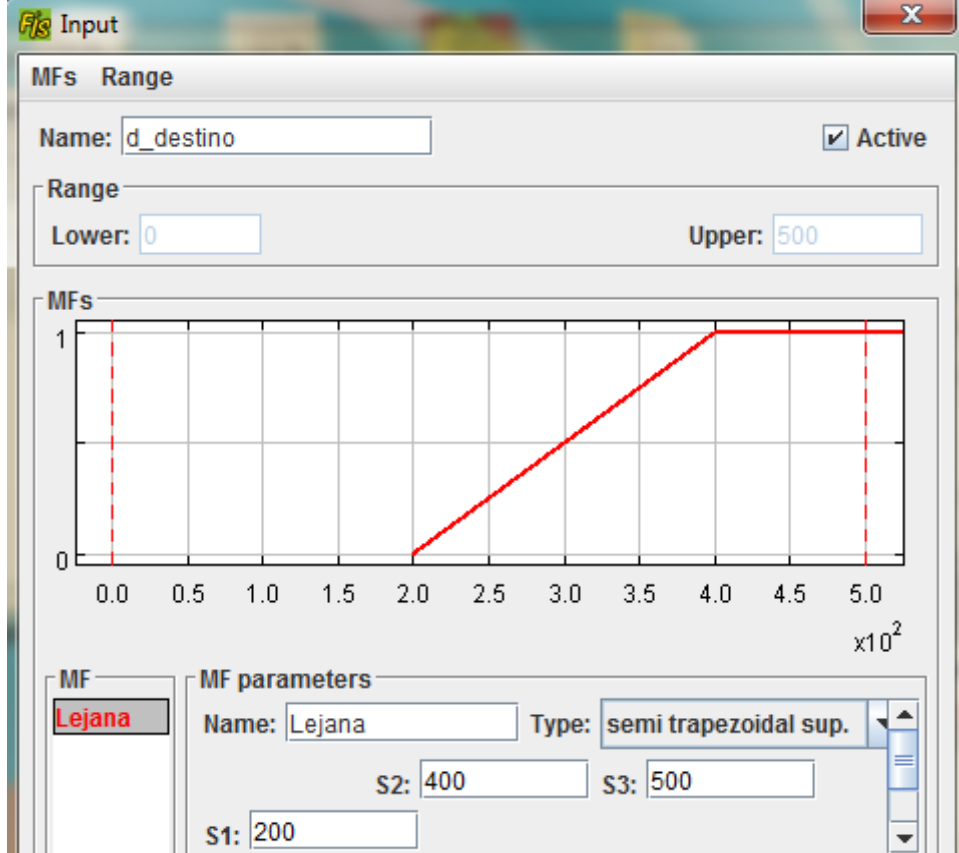 Fis Input
MFs Range
Name: d_destino Active
Range
Lower: 0 Upper: 500
MFs
1
0
0.0 0.5 1.0 1.5 2.0 2.5 3.0 3.5 4.0 4.5 5.0
x10²
MF
Lejana
MF parameters
Name: Lejana Type: semi trapezoidal sup.
S2: 400 S3: 500
S1: 200